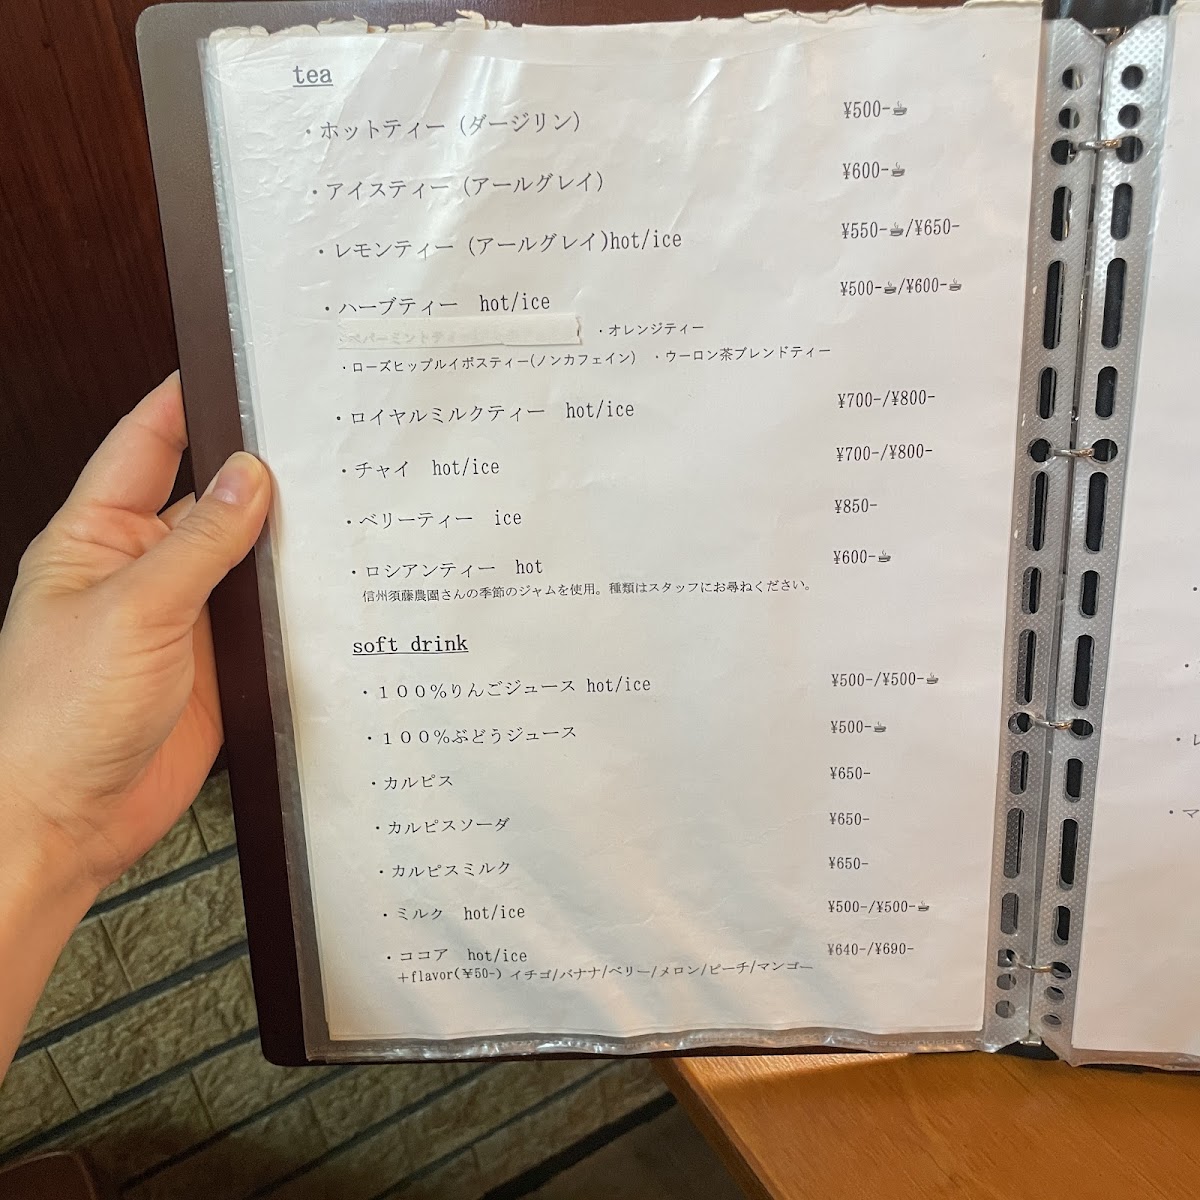 tea
・ホットティー (ダージリン) ¥500-☕
・アイスティー (アールグレイ) ¥600-☕
・レモンティー (アールグレイ)hot/ice ¥550-☕/¥650-
・ハーブティー hot/ice ¥500-☕/¥600-☕
・ペパーミントティ ・オレンジティー
・ローズヒップルイボスティー(ノンカフェイン) ・ウーロン茶ブレンドティー
・ロイヤルミルクティー hot/ice ¥700-/¥800-
・チャイ hot/ice ¥700-/¥800-
・ベリーティー ice ¥850-
・ロシアンティー hot ¥600-☕
信州須藤農園さんの季節のジャムを使用。種類はスタッフにお尋ねください。
soft drink
・１００％りんごジュース hot/ice ¥500-/¥500-☕
・１００％ぶどうジュース ¥500-☕
・カルピス ¥650-
・カルピスソーダ ¥650-
・カルピスミルク ¥650-
・ミルク hot/ice ¥500-/¥500-☕
・ココア hot/ice ¥640-/¥690-
＋flavor(¥50-) イチゴ/バナナ/ベリー/メロン/ピーチ/マンゴー